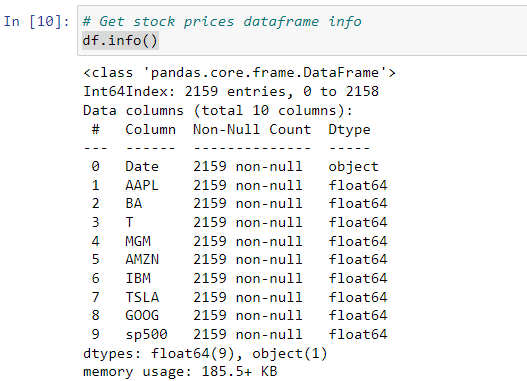 In [10]: # Get stock prices dataframe info
df.info()
<class 'pandas.core.frame.DataFrame'>
Int64Index: 2159 entries, 0 to 2158
Data columns (total 10 columns):
 #   Column  Non-Null Count  Dtype
---  ------  --------------  -----
 0   Date    2159 non-null   object
 1   AAPL    2159 non-null   float64
 2   BA      2159 non-null   float64
 3   T       2159 non-null   float64
 4   MGM     2159 non-null   float64
 5   AMZN    2159 non-null   float64
 6   IBM     2159 non-null   float64
 7   TSLA    2159 non-null   float64
 8   GOOG    2159 non-null   float64
 9   sp500   2159 non-null   float64
dtypes: float64(9), object(1)
memory usage: 185.5+ KB